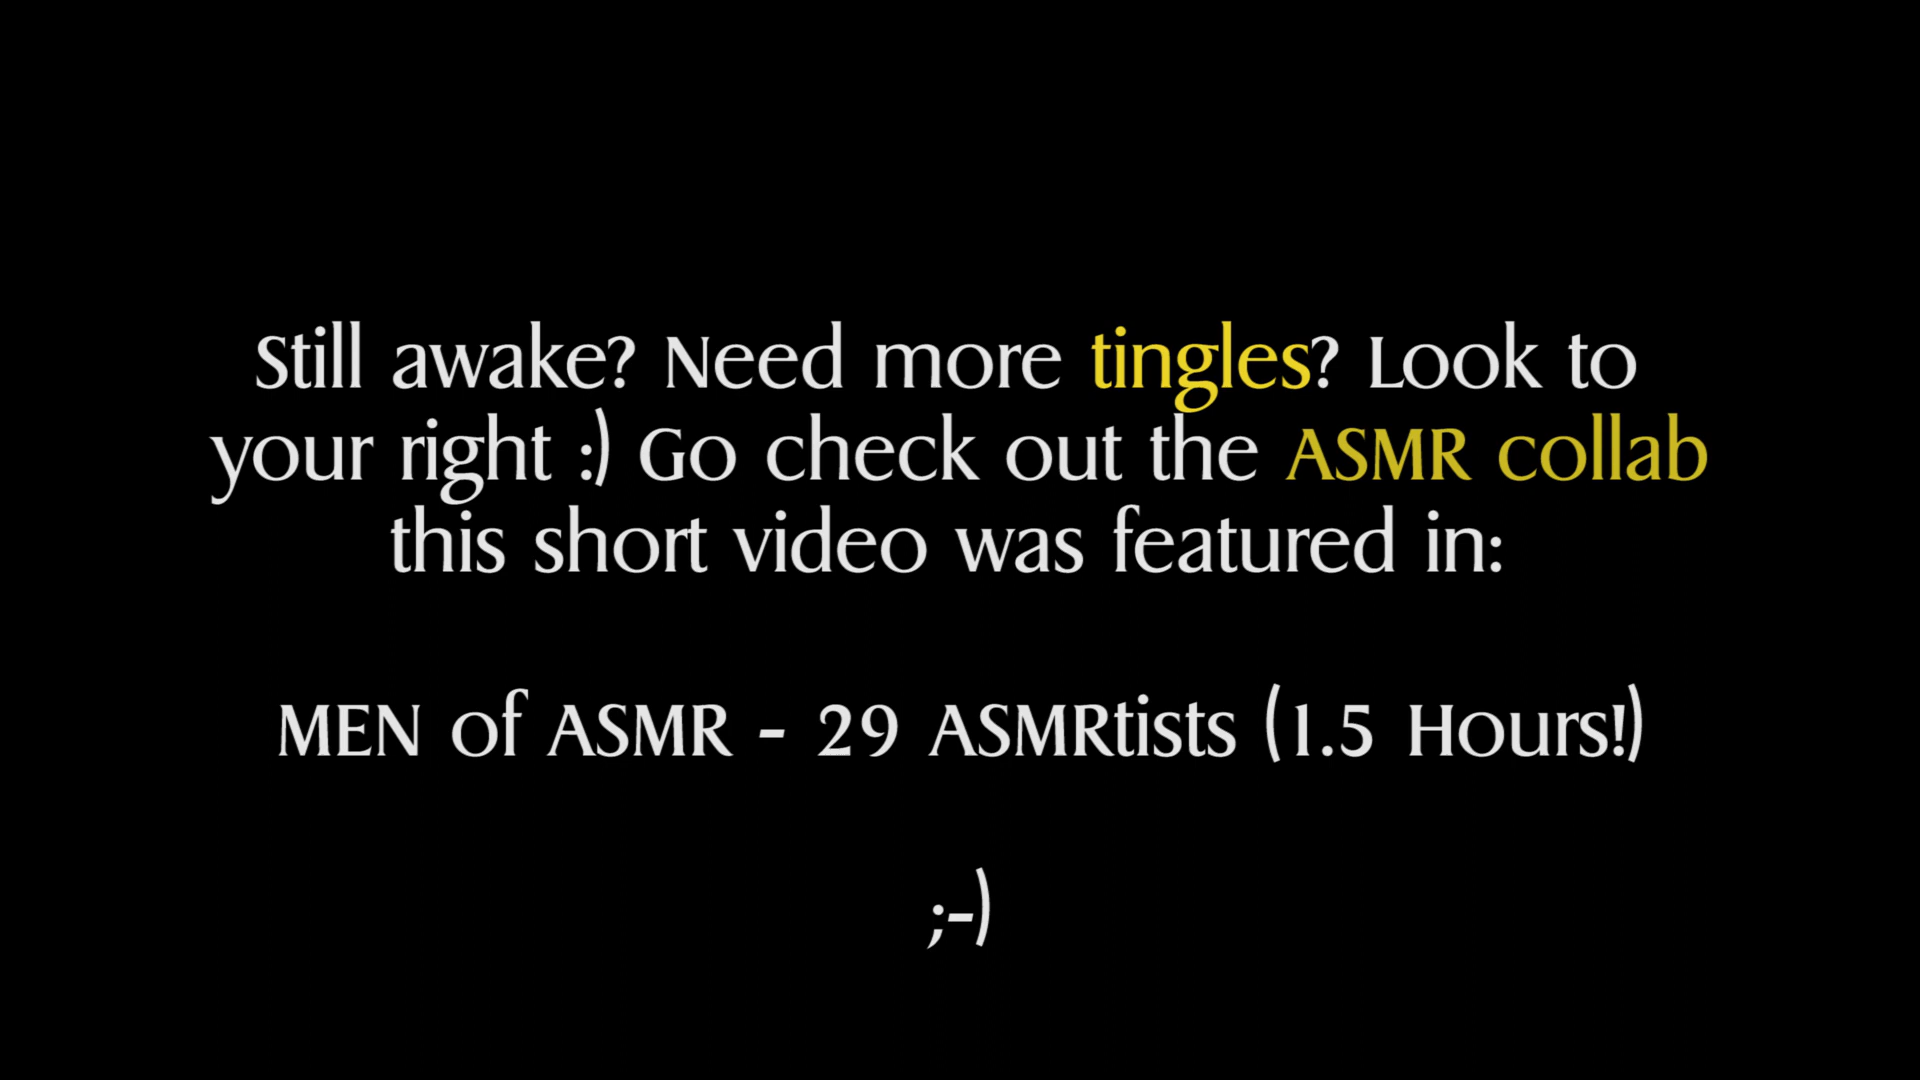 Still awake? Need more tingles? Look to
your right :) Go check out the ASMR collab
this short video was featured in:
MEN of ASMR - 29 ASMRtists (1.5 Hours!)
;-)